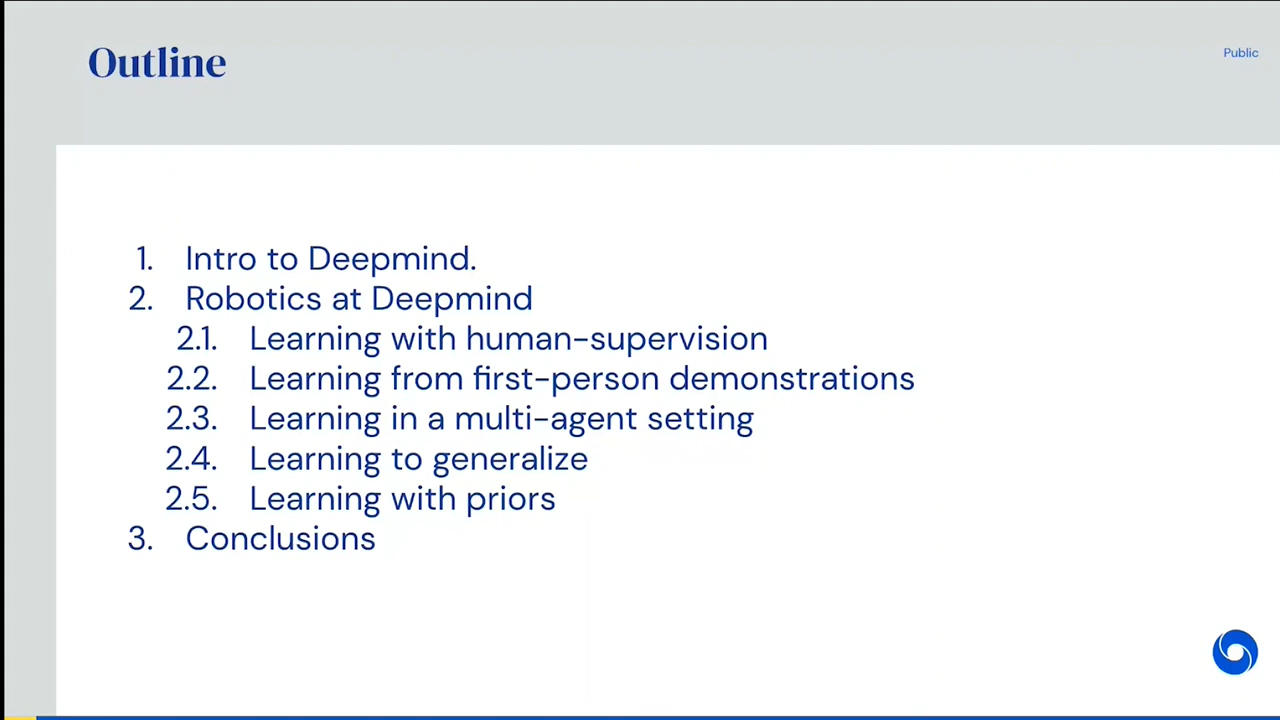 Outline
Public
1. Intro to Deepmind.
2. Robotics at Deepmind
2.1. Learning with human-supervision
2.2. Learning from first-person demonstrations
2.3. Learning in a multi-agent setting
2.4. Learning to generalize
2.5. Learning with priors
3. Conclusions